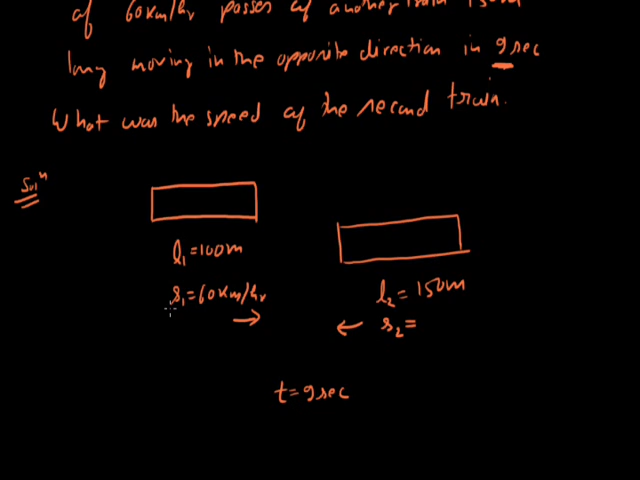 of 60km/hr passes of another train 150m
long moving in the opposite direction in 9sec
What was the speed of the second train.
Solⁿ
l₁=100m
s₁=60km/hr
l₂=150m
s₂=
t=9sec